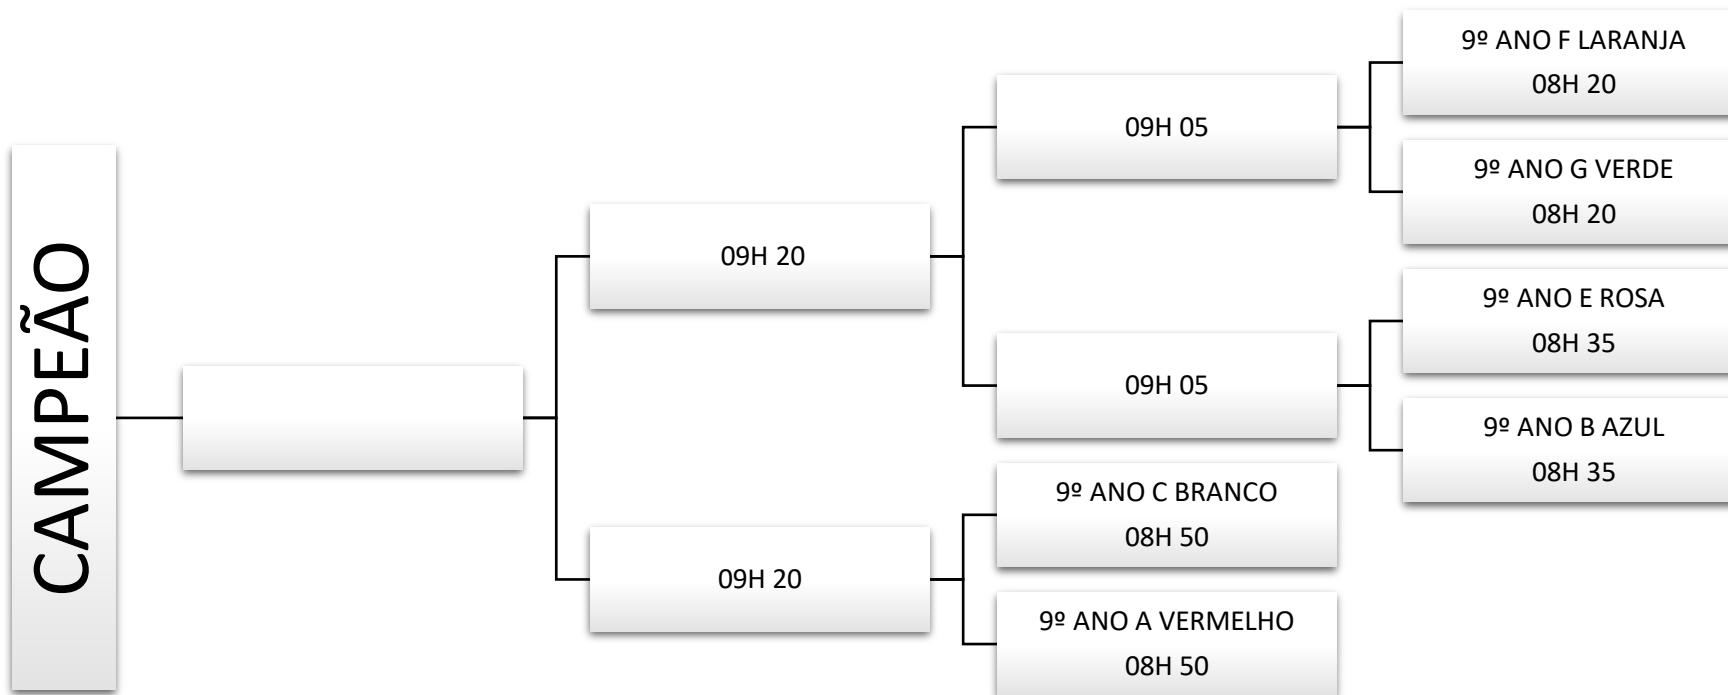 CAMPEÃO
09H 20
09H 05
9º ANO F LARANJA
08H 20
9º ANO G VERDE
08H 20
09H 05
9º ANO E ROSA
08H 35
9º ANO B AZUL
08H 35
09H 20
9º ANO C BRANCO
08H 50
9º ANO A VERMELHO
08H 50